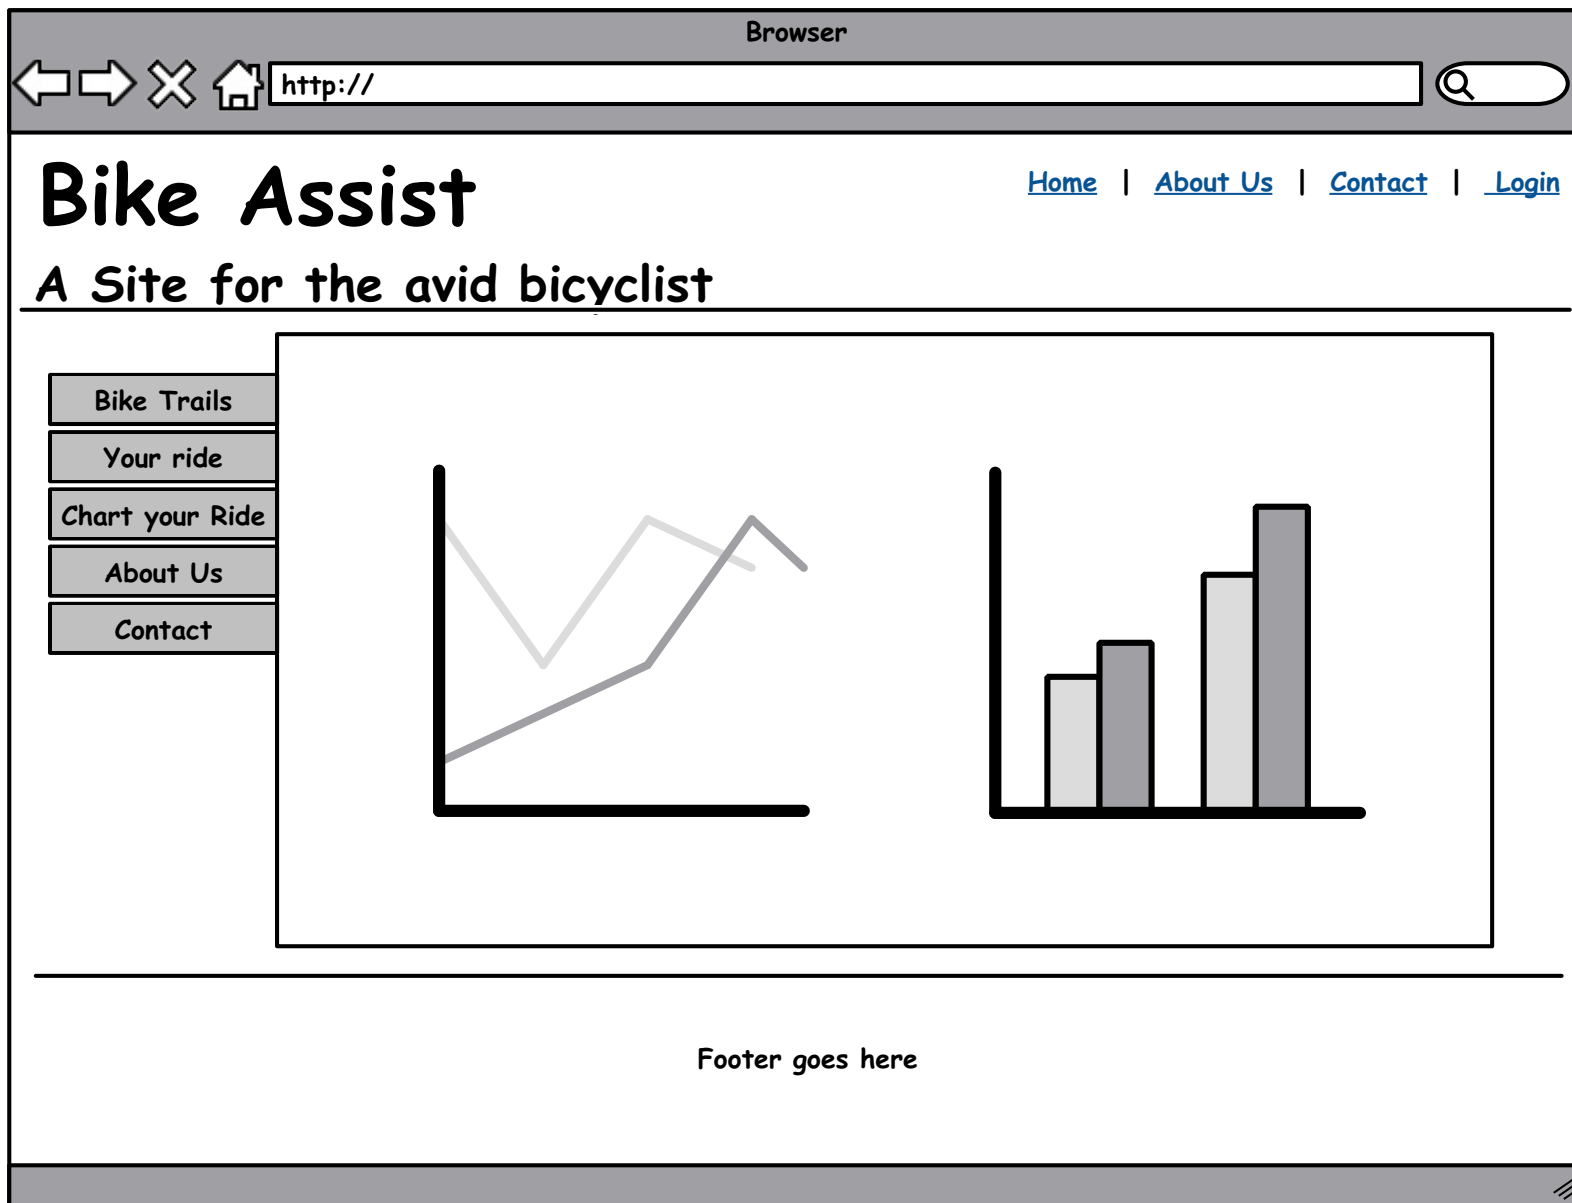 Browser
http://
Bike Assist
Home | About Us | Contact | Login
A Site for the avid bicyclist
Bike Trails
Your ride
Chart your Ride
About Us
Contact
Footer goes here